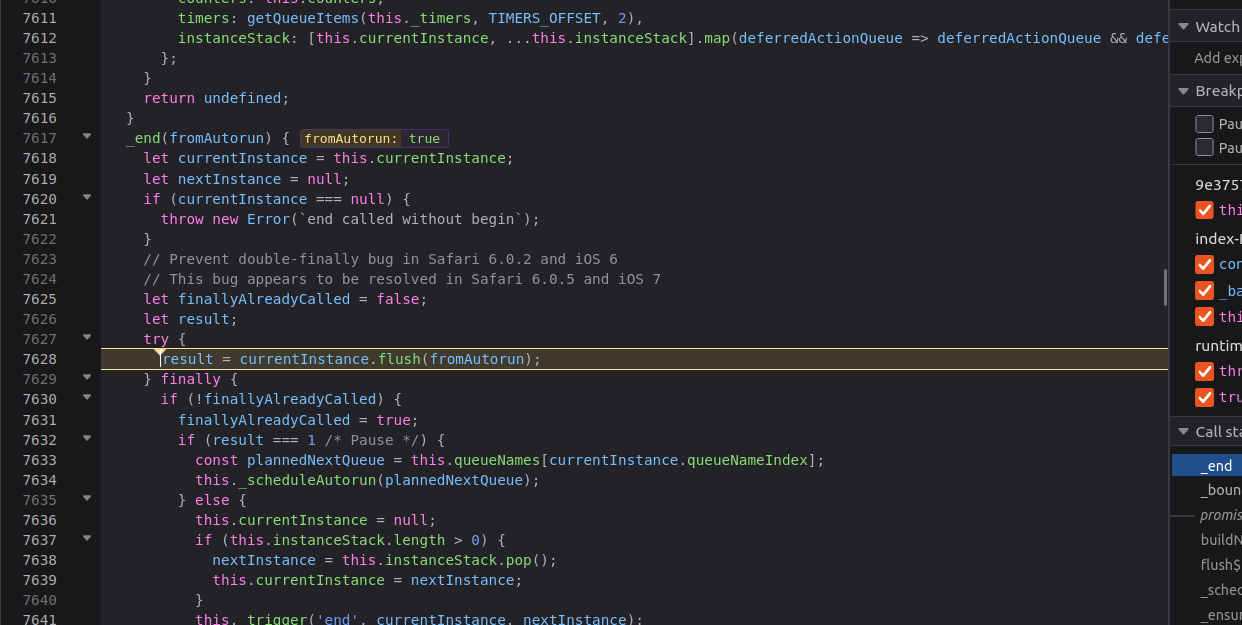 7611 timers: getQueueItems(this._timers, TIMERS_OFFSET, 2),
7612 instanceStack: [this.currentInstance, ...this.instanceStack].map(deferredActionQueue => deferredActionQueue &&
7613 };
7614 }
7615 return undefined;
7616 }
7617 _end(fromAutorun) { fromAutorun: true
7618 let currentInstance = this.currentInstance;
7619 let nextInstance = null;
7620 if (currentInstance === null) {
7621 throw new Error(`end called without begin`);
7622 }
7623 // Prevent double-finally bug in Safari 6.0.2 and iOS 6
7624 // This bug appears to be resolved in Safari 6.0.5 and iOS 7
7625 let finallyAlreadyCalled = false;
7626 let result;
7627 try {
7628 result = currentInstance.flush(fromAutorun);
7629 } finally {
7630 if (!finallyAlreadyCalled) {
7631 finallyAlreadyCalled = true;
7632 if (result === 1 /* Pause */) {
7633 const plannedNextQueue = this.queueNames[currentInstance.queueNameIndex];
7634 this._scheduleAutorun(plannedNextQueue);
7635 } else {
7636 this.currentInstance = null;
7637 if (this.instanceStack.length > 0) {
7638 nextInstance = this.instanceStack.pop();
7639 this.currentInstance = nextInstance;
7640 }
7641 this._trigger('end', currentInstance, nextInstance);
Watch
Add exp
Breakp
Pau
Pau
9e375
thi
index-
con
_ba
thi
runtim
thr
tru
Call sta
_end
_boun
promis
buildN
flush$
_sched
_ensu